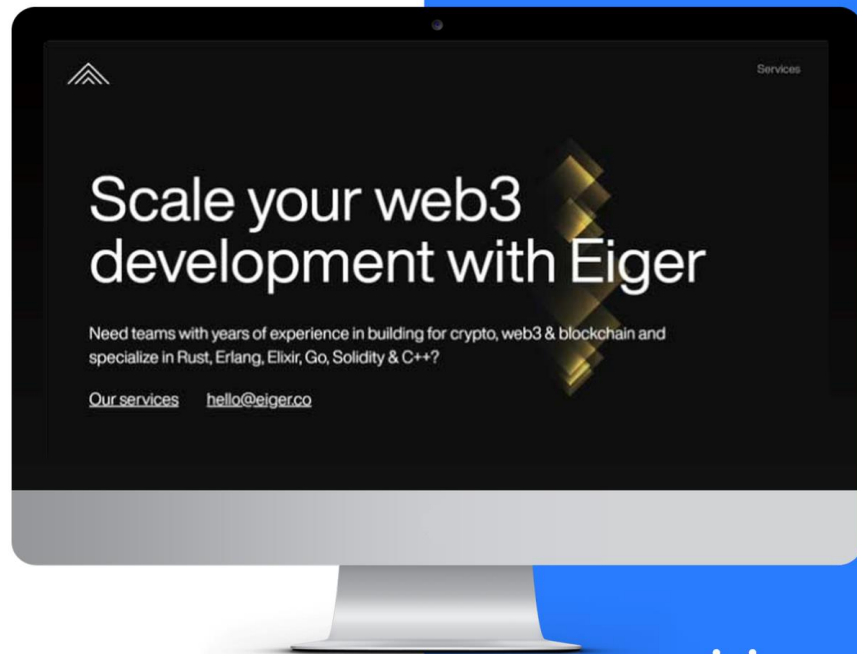 Services
Scale your web3
development with Eiger
Need teams with years of experience in building for crypto, web3 & blockchain and
specialize in Rust, Erlang, Elixir, Go, Solidity & C++?
Our services hello@eiger.co